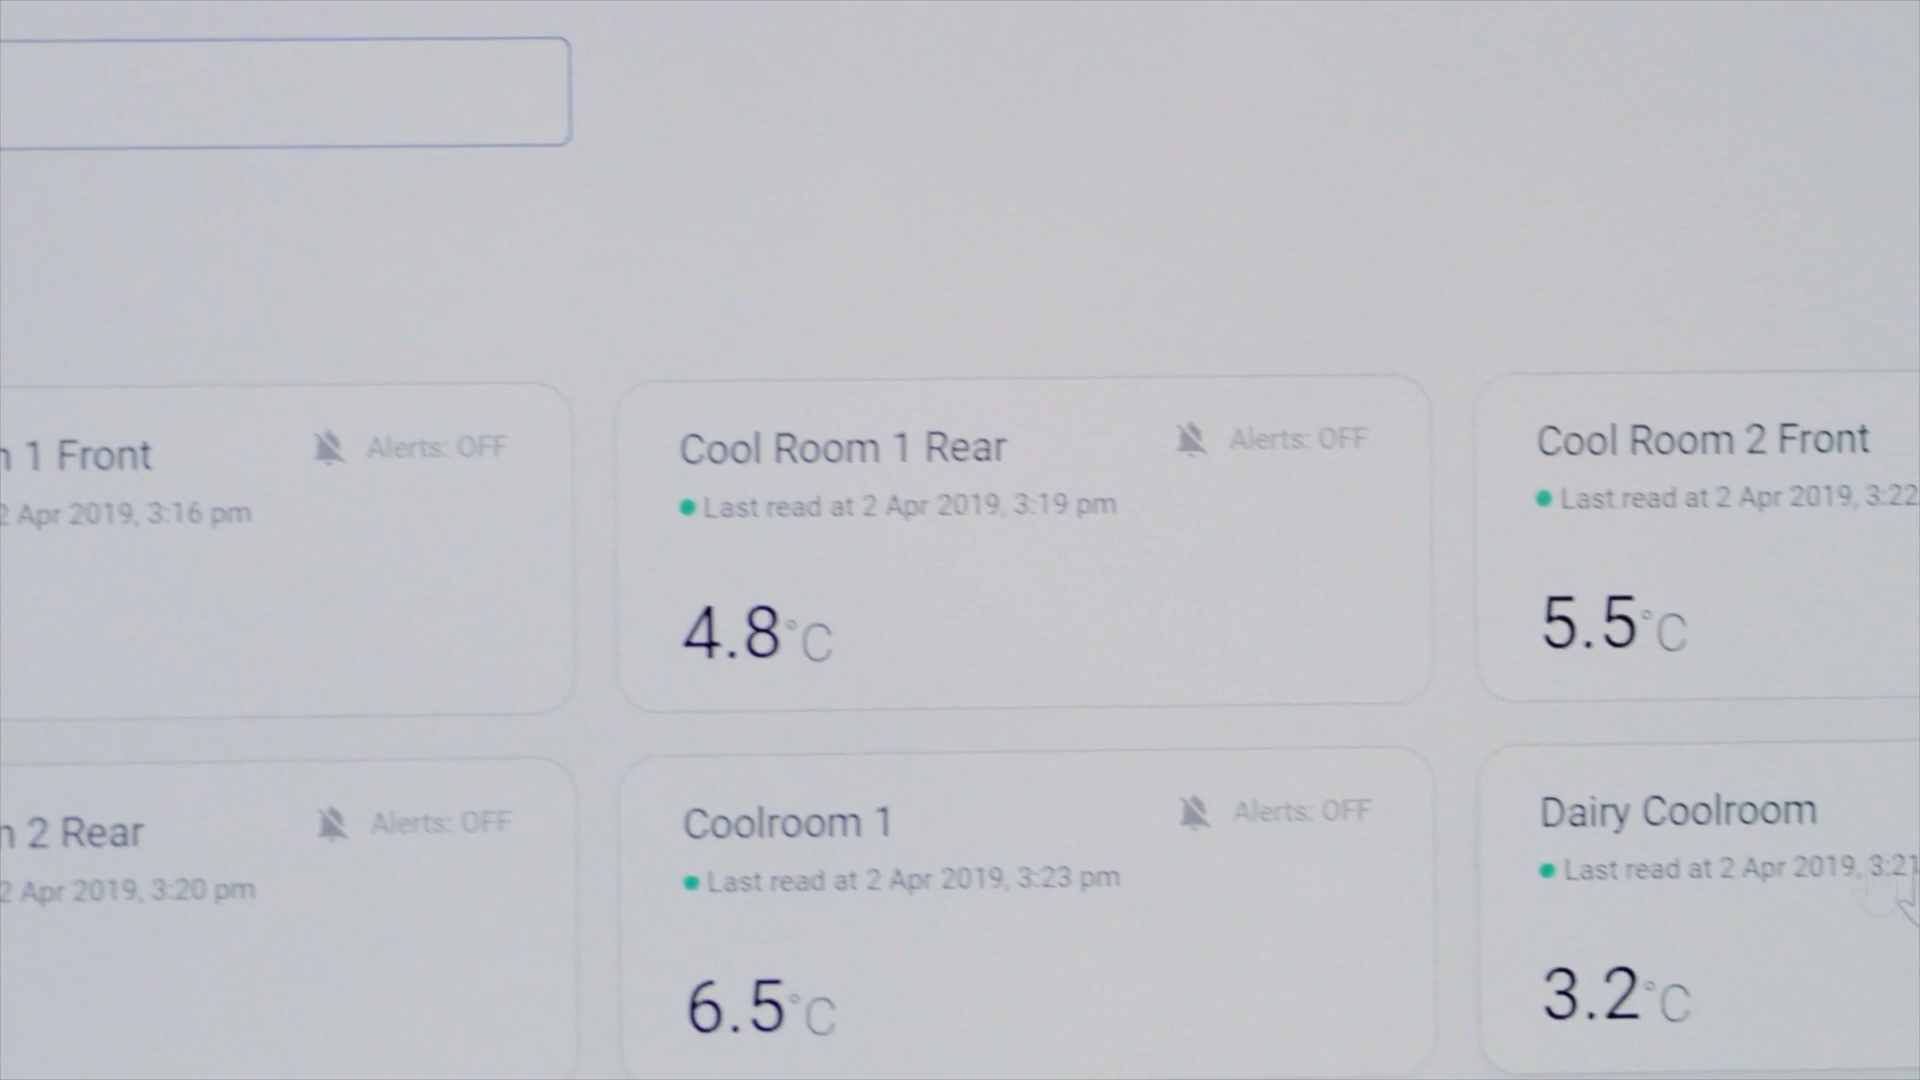 1 Front
Alerts: OFF
2 Apr 2019, 3:16 pm
Cool Room 1 Rear
Alerts: OFF
Last read at 2 Apr 2019, 3:19 pm
4.8°C
Cool Room 2 Front
Last read at 2 Apr 2019, 3:22
5.5°C
2 Rear
Alerts: OFF
2 Apr 2019, 3:20 pm
Coolroom 1
Alerts: OFF
Last read at 2 Apr 2019, 3:23 pm
6.5°C
Dairy Coolroom
Last read at 2 Apr 2019, 3:21
3.2°C